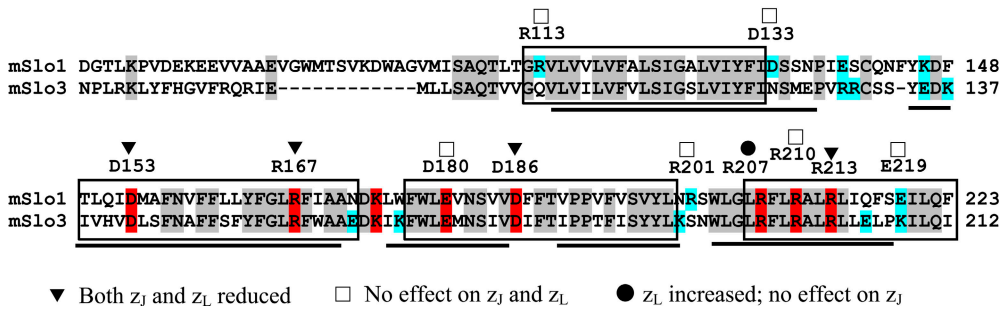 R113 D133
mSlo1 DGTLKPVDEKEEVVAAEVGWMTSVKDWAGVMISAQTLTGRVLVVLVFALSIGALVIYFIDSSNPIESCQNFYKDF 148
mSlo3 NPLRKLYFHGVFRQRIE------------MLLSAQTVVGQVLVILVFVLSIGSLVIYFINSMEPVRRCSS-YEDK 137
D153 R167 D180 D186 R201 R207 R210 R213 E219
mSlo1 TLQIDMAFNVFFLLYFGLRFIAANDKLWFWLEVNSVVDFFTVPPVFVSVYLNRSWLGLRFLRALRLIQFSEILQF 223
mSlo3 IVHVDLSFNAFFSFYFGLRFWAAEDKIKFWLEMNSIVDIFTIPPTFISYYLKSNWLGLRFLRALRLLELPKILQI 212
▼ Both zJ and zL reduced □ No effect on zJ and zL ● zL increased; no effect on zJ